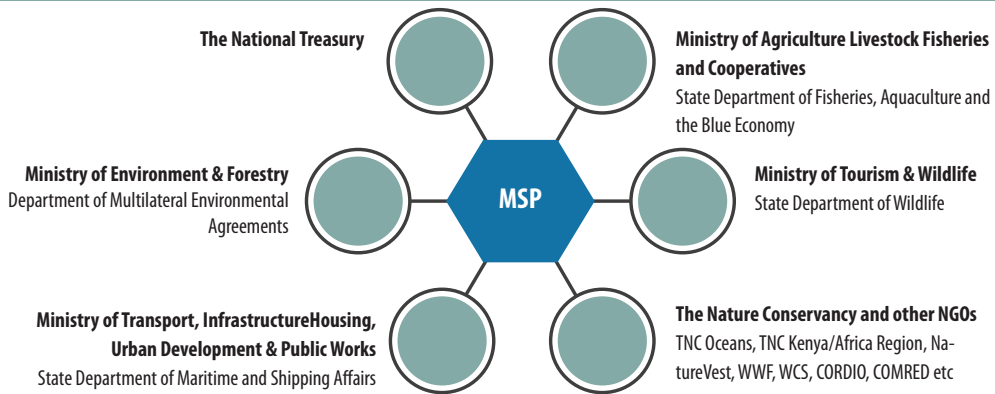 The National Treasury
Ministry of Agriculture Livestock Fisheries
and Cooperatives
State Department of Fisheries, Aquaculture and
the Blue Economy
Ministry of Environment & Forestry
Department of Multilateral Environmental
Agreements
MSP
Ministry of Tourism & Wildlife
State Department of Wildlife
Ministry of Transport, InfrastructureHousing,
Urban Development & Public Works
State Department of Maritime and Shipping Affairs
The Nature Conservancy and other NGOs
TNC Oceans, TNC Kenya/Africa Region, Na-
tureVest, WWF, WCS, CORDIO, COMRED etc